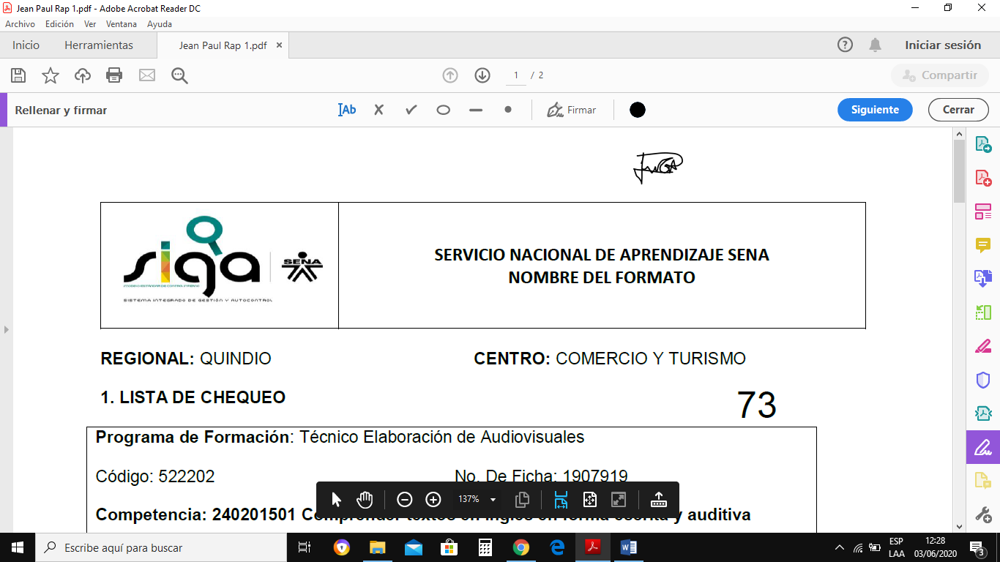 Jean Paul Rap 1.pdf - Adobe Acrobat Reader DC
Archivo Edición Ver Ventana Ayuda
Inicio Herramientas Jean Paul Rap 1.pdf × Iniciar sesión
1 / 2 Compartir
Rellenar y firmar Ab Firmar Siguiente Cerrar
siga SENA
MODELO ESTÁNDAR DE CONTROL INTERNO
SISTEMA INTEGRADO DE GESTIÓN Y AUTOCONTROL
SERVICIO NACIONAL DE APRENDIZAJE SENA
NOMBRE DEL FORMATO
REGIONAL: QUINDIO CENTRO: COMERCIO Y TURISMO
1. LISTA DE CHEQUEO 73
Programa de Formación: Técnico Elaboración de Audiovisuales
Código: 522202 No. De Ficha: 1907919
137%
Competencia: 240201501 Comprender textos en inglés en forma escrita y auditiva
Escribe aquí para buscar
ESP 12:28
LAA 03/06/2020 3